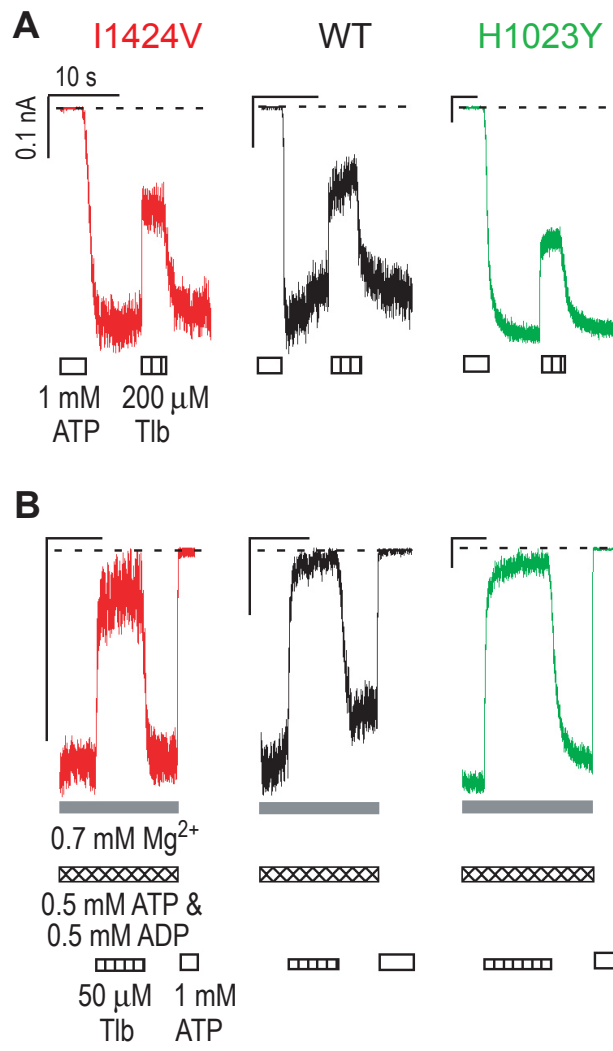 A
I1424V WT H1023Y
10 s
0.1 nA
1 mM 200 μM
ATP Tlb
B
0.7 mM Mg2+
0.5 mM ATP &
0.5 mM ADP
50 μM 1 mM
Tlb ATP